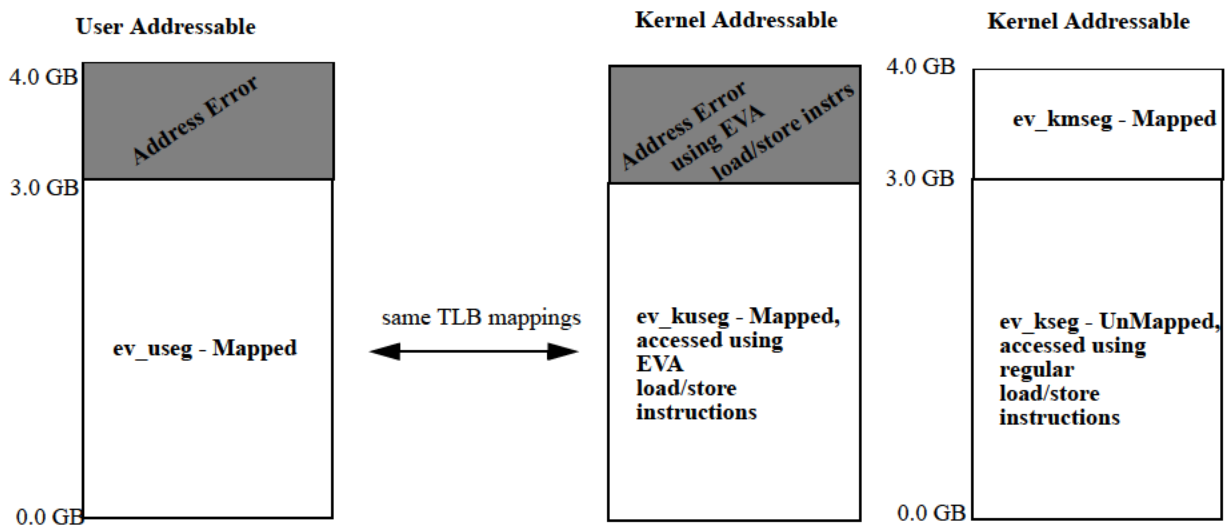 User Addressable
4.0 GB
Address Error
3.0 GB
ev_useg - Mapped
0.0 GB
same TLB mappings
Kernel Addressable
Address Error
using EVA
load/store instrs
ev_kuseg - Mapped,
accessed using
EVA
load/store
instructions
Kernel Addressable
4.0 GB
ev_kmseg - Mapped
3.0 GB
ev_kseg - UnMapped,
accessed using
regular
load/store
instructions
0.0 GB